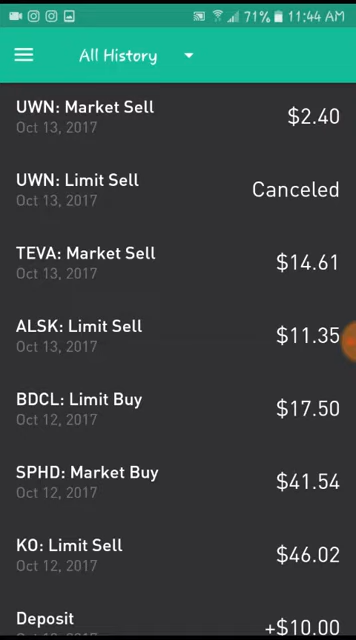 71% 11:44 AM
All History
UWN: Market Sell
$2.40
Oct 13, 2017
UWN: Limit Sell
Canceled
Oct 13, 2017
TEVA: Market Sell
$14.61
Oct 13, 2017
ALSK: Limit Sell
$11.35
Oct 13, 2017
BDCL: Limit Buy
$17.50
Oct 12, 2017
SPHD: Market Buy
$41.54
Oct 12, 2017
KO: Limit Sell
$46.02
Oct 12, 2017
Deposit
+$10.00